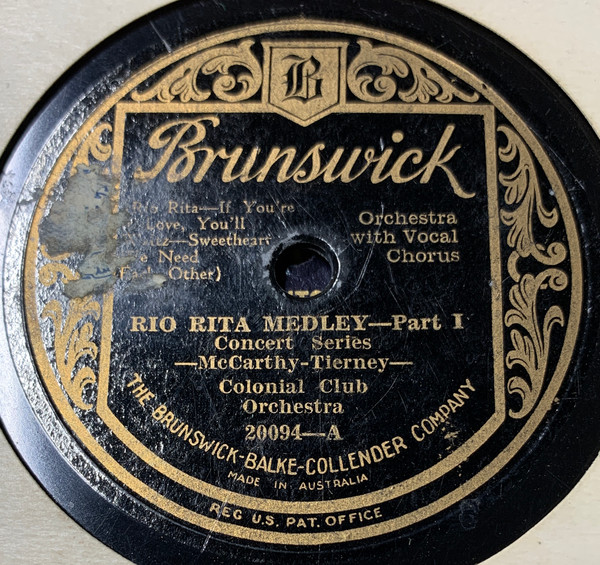 B
Brunswick
Rita—If You're
Love, You'll
—Sweetheart
Need
Other)
Orchestra
with Vocal
Chorus
RIO RITA MEDLEY—Part I
Concert Series
—McCarthy-Tierney—
Colonial Club
Orchestra
20094—A
THE BRUNSWICK-BALKE-COLLENDER COMPANY
MADE IN AUSTRALIA
REG U.S. PAT. OFFICE